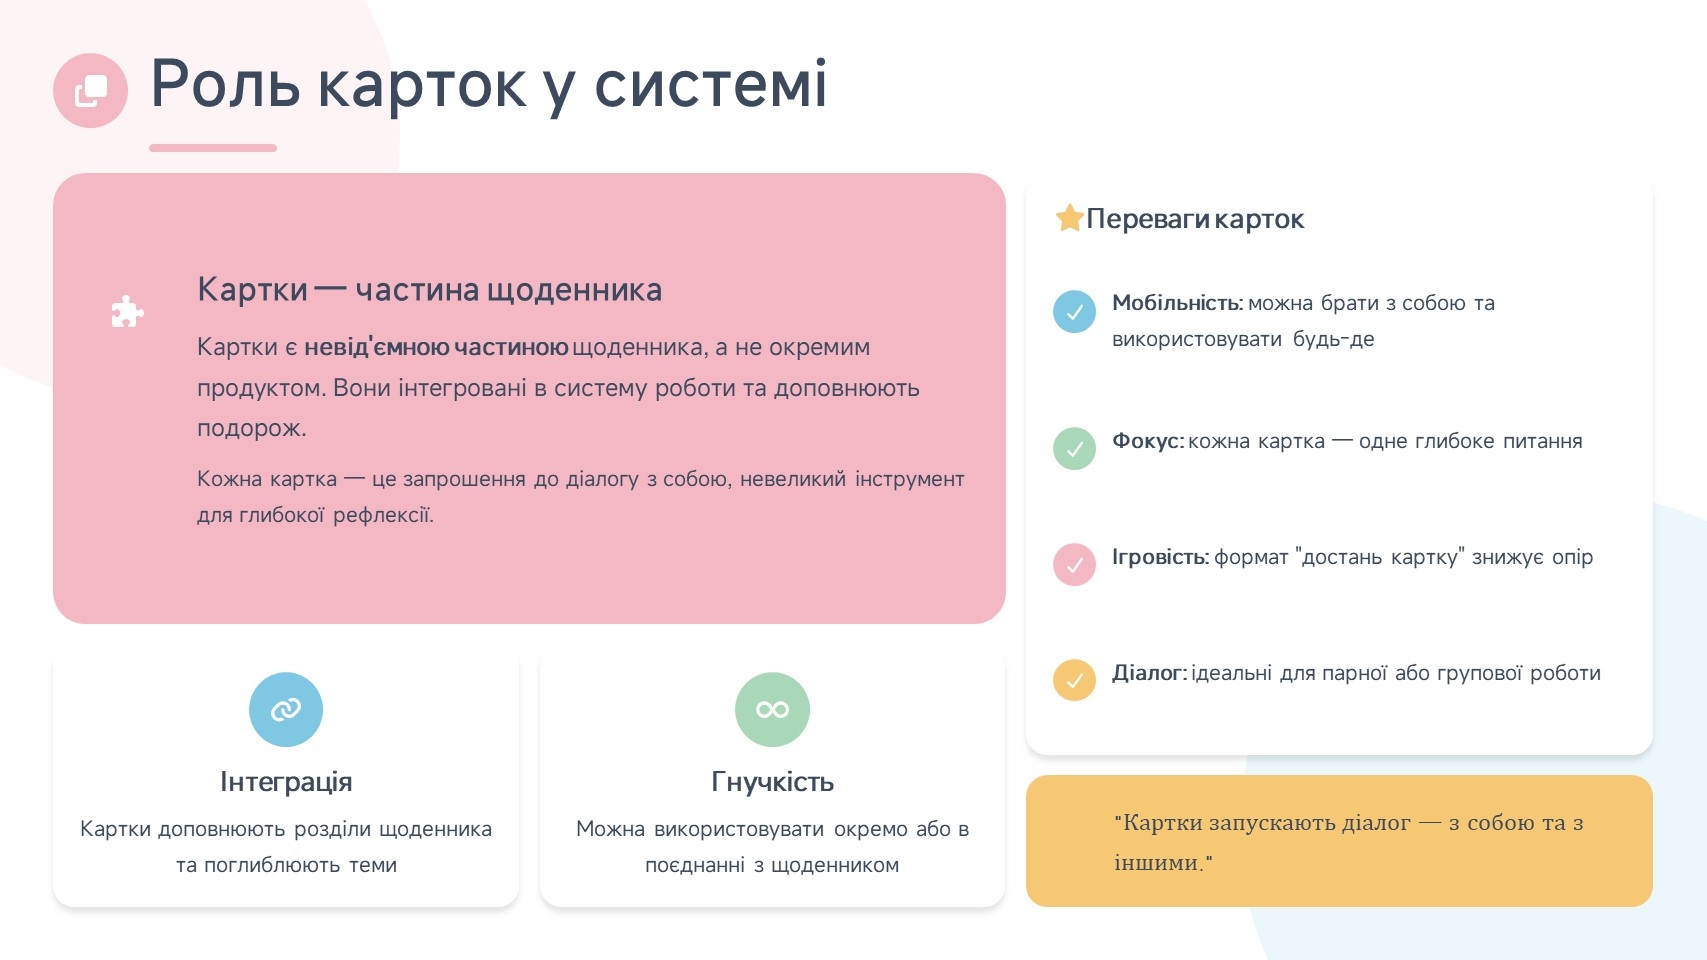 Роль карток у системі
Картки — частина щоденника
Картки є невід'ємною частиною щоденника, а не окремим
продуктом. Вони інтегровані в систему роботи та доповнюють
подорож.
Кожна картка — це запрошення до діалогу з собою, невеликий інструмент
для глибокої рефлексії.
Інтеграція
Картки доповнюють розділи щоденника
та поглиблюють теми
Гнучкість
Можна використовувати окремо або в
поєднанні з щоденником
Переваги карток
Мобільність: можна брати з собою та
використовувати будь-де
Фокус: кожна картка — одне глибоке питання
Ігровість: формат "достань картку" знижує опір
Діалог: ідеальні для парної або групової роботи
"Картки запускають діалог — з собою та з
іншими."